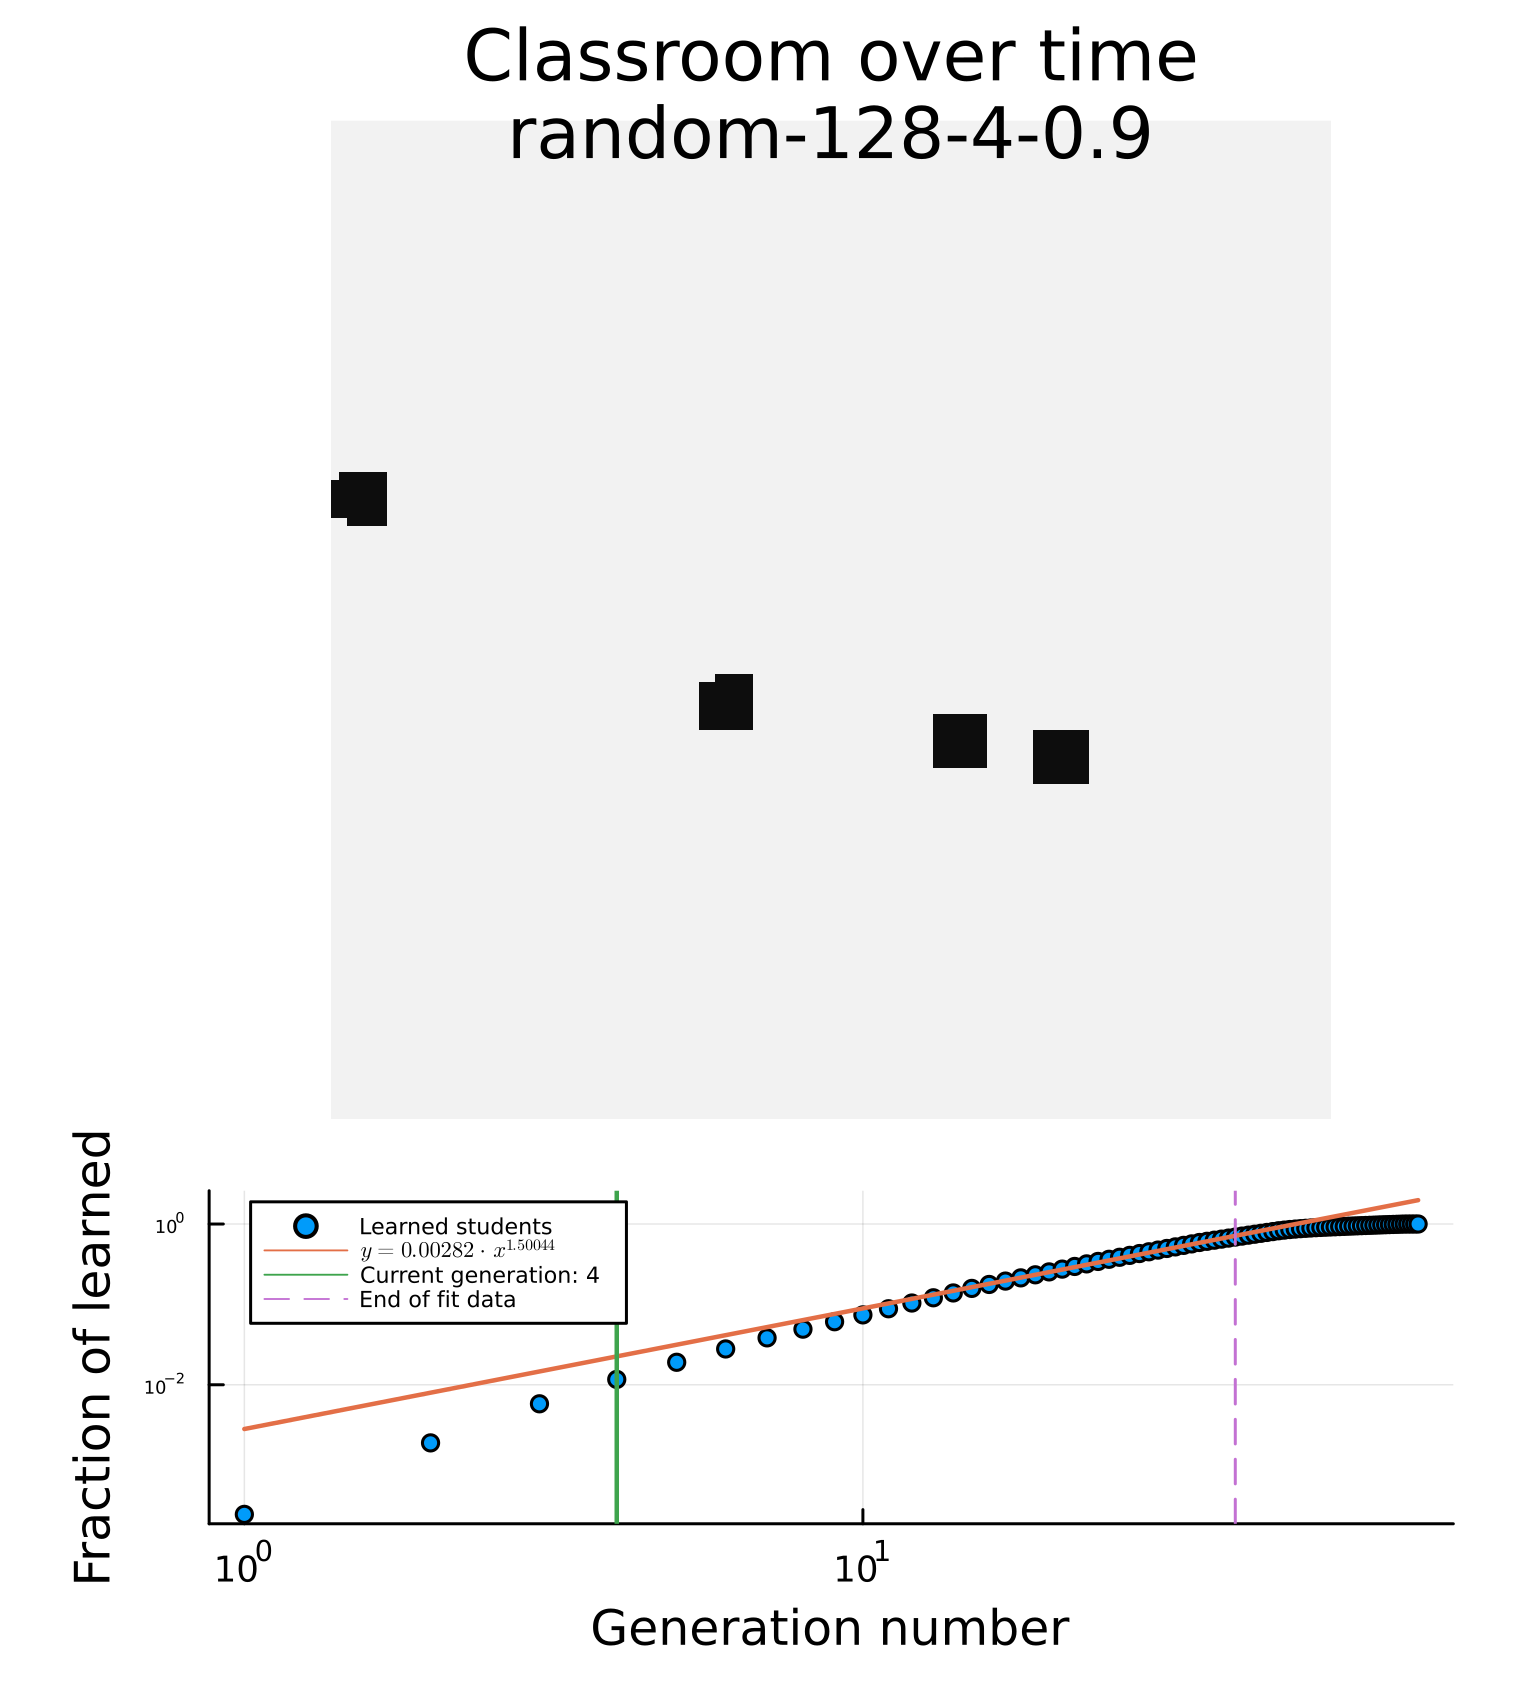 Classroom over time
random-128-4-0.9
Fraction of learned
10^0
10^-2
Learned students
y = 0.00282 · x^1.50044
Current generation: 4
End of fit data
10^0
10^1
Generation number